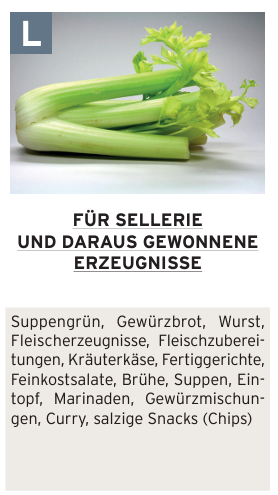 L
FÜR SELLERIE
UND DARAUS GEWONNENE
ERZEUGNISSE
Suppengrün, Gewürzbrot, Wurst,
Fleischerzeugnisse, Fleischzuberei-
tungen, Kräuterkäse, Fertiggerichte,
Feinkostsalate, Brühe, Suppen, Ein-
topf, Marinaden, Gewürzmischun-
gen, Curry, salzige Snacks (Chips)